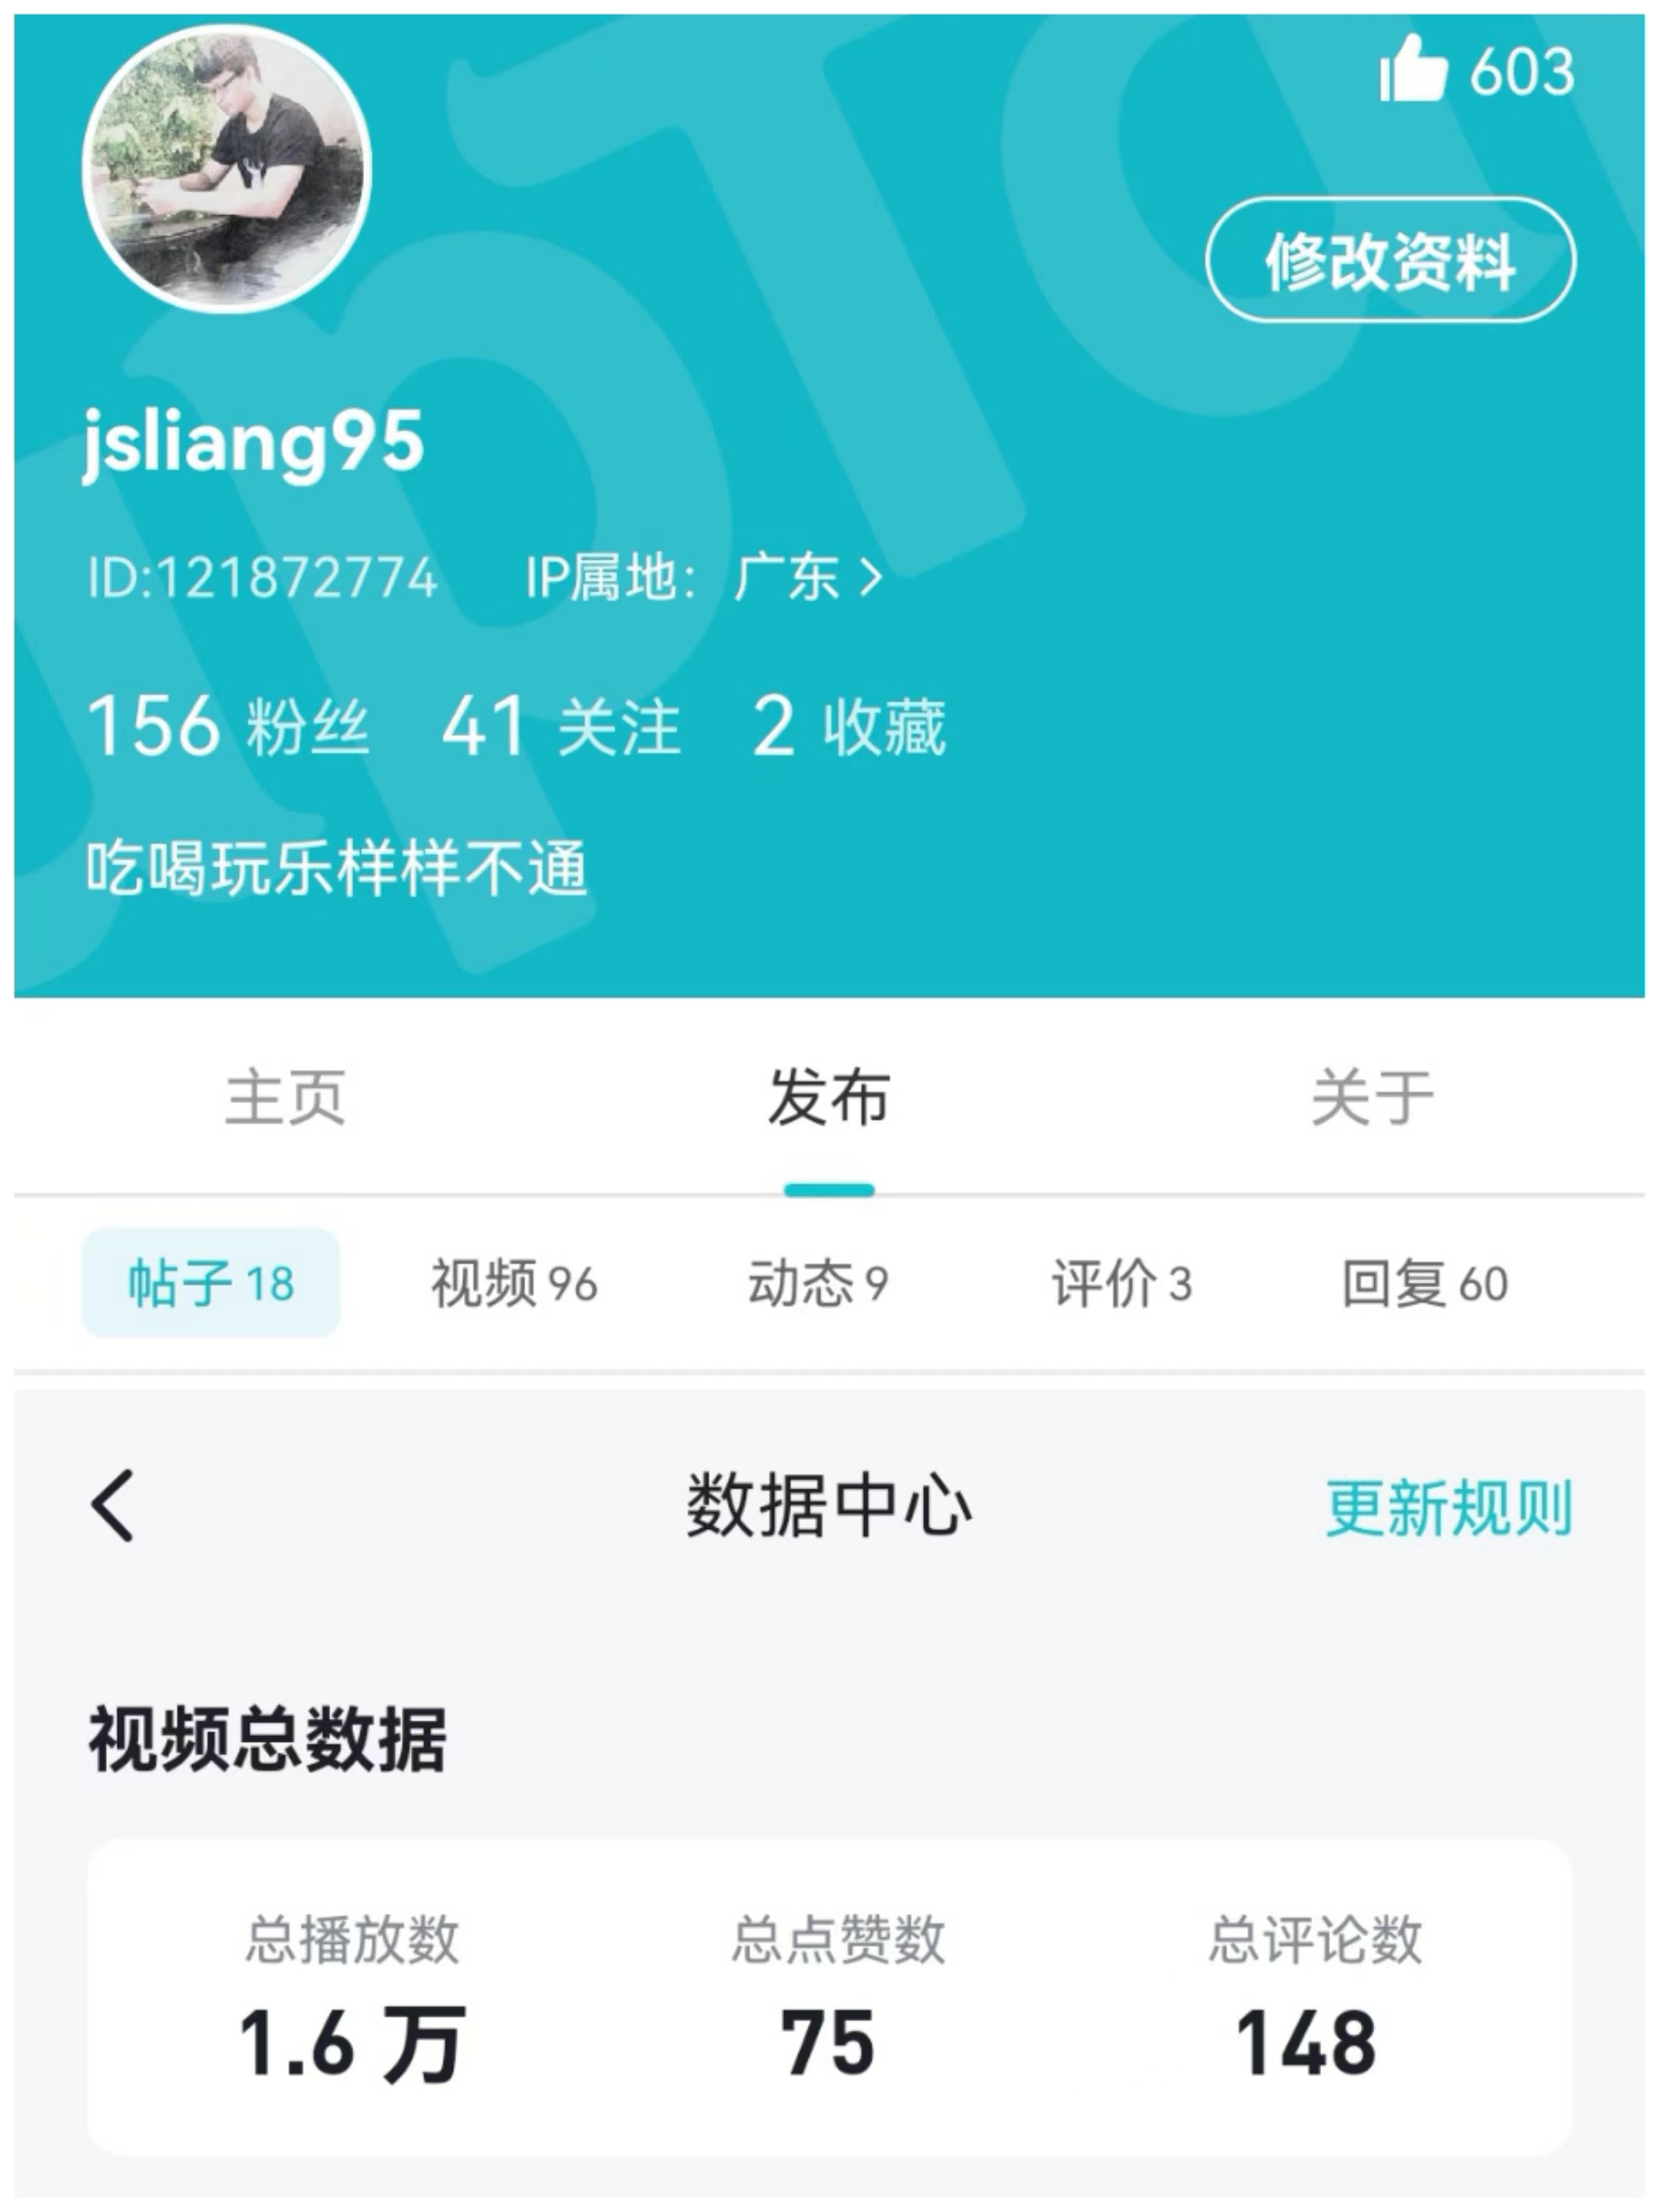 603
修改资料
jsliang95
ID:121872774 IP属地：广东
156 粉丝 41 关注 2 收藏
吃喝玩乐样样不通
主页 发布 关于
帖子 18 视频 96 动态 9 评价 3 回复 60
数据中心 更新规则
视频总数据
总播放数 总点赞数 总评论数
1.6 万 75 148